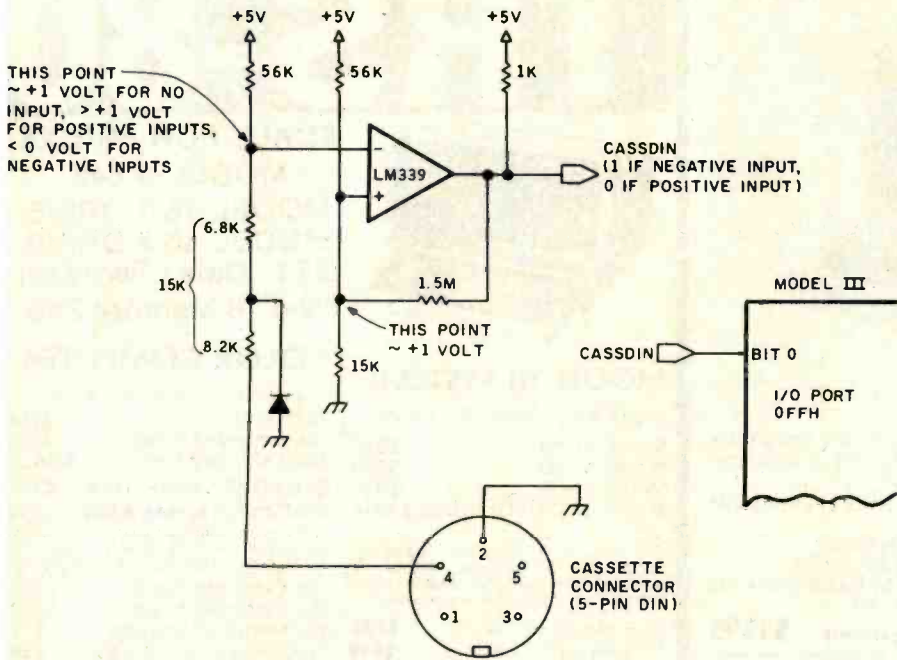 +5V
+5V
+5V
56K
56K
1K
THIS POINT
~ +1 VOLT FOR NO
INPUT, > +1 VOLT
FOR POSITIVE INPUTS,
< 0 VOLT FOR
NEGATIVE INPUTS
-
LM339
+
CASSDIN
(1 IF NEGATIVE INPUT,
0 IF POSITIVE INPUT)
6.8K
15K
8.2K
1.5M
THIS POINT
~ +1 VOLT
15K
MODEL III
CASSDIN
BIT 0
I/O PORT
0FFH
2
4
5
1
3
CASSETTE
CONNECTOR
(5-PIN DIN)